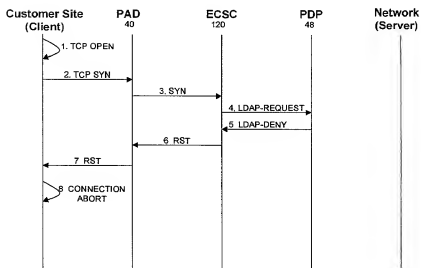 Customer Site PAD ECSC PDP Network
(Client) 40 120 48 (Server)
1. TCP OPEN
2. TCP SYN
3. SYN
4. LDAP-REQUEST
5 LDAP-DENY
6 RST
7 RST
8 CONNECTION
ABORT